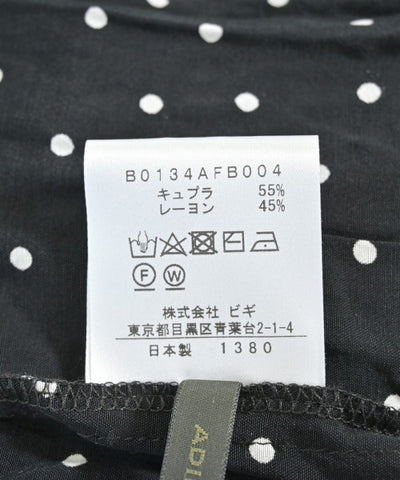 B0134AFB004
キュプラ 55%
レーヨン 45%
F W
株式会社 ビギ
東京都目黒区青葉台2-1-4
日本製 1380